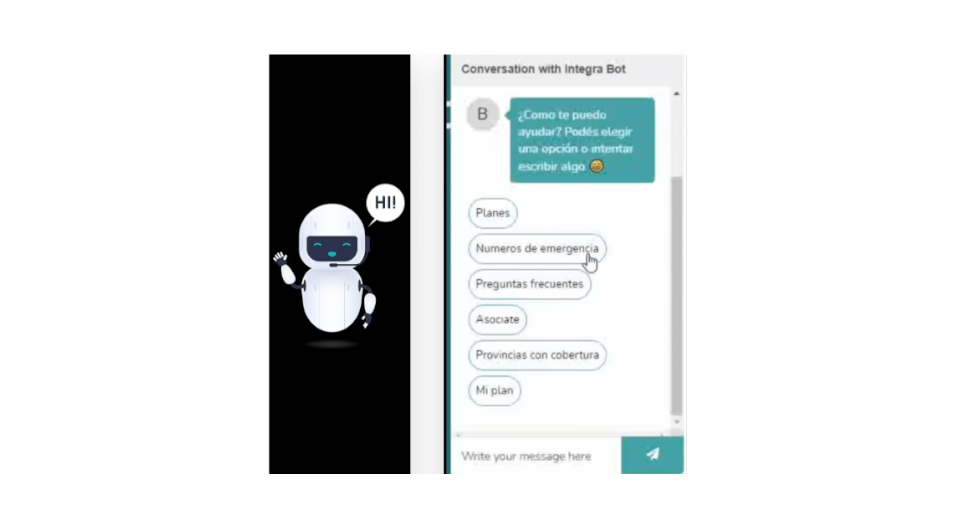 HI!
Conversation with Integra Bot
B
¿Como te puedo
ayudar? Podés elegir
una opción o intentar
escribir algo 😄
Planes
Numeros de emergencia
Preguntas frecuentes
Asociate
Provincias con cobertura
Mi plan
Write your message here